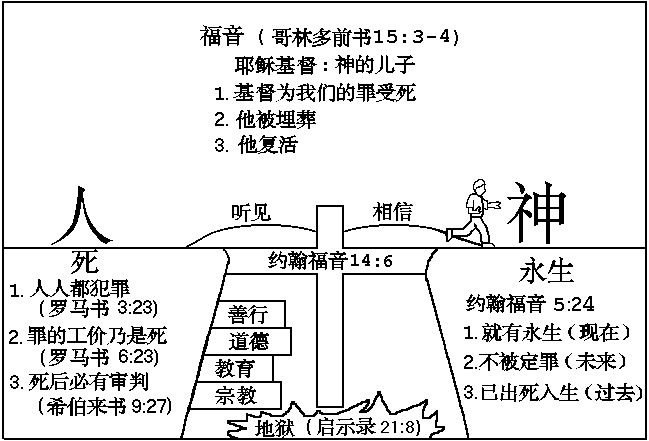 福音 (哥林多前书15:3-4)
耶稣基督:神的儿子
1.基督为我们的罪受死
2.他被埋葬
3.他复活
人
听见
相信
神
死
1.人人都犯罪
(罗马书 3:23)
2.罪的工价乃是死
(罗马书 6:23)
3.死后必有审判
(希伯来书9:27)
约翰福音14:6
善行
道德
教育
宗教
地狱 (启示录 21:8)
永生
约翰福音 5:24
1.就有永生(现在)
2.不被定罪(未来)
3.已出死入生(过去)